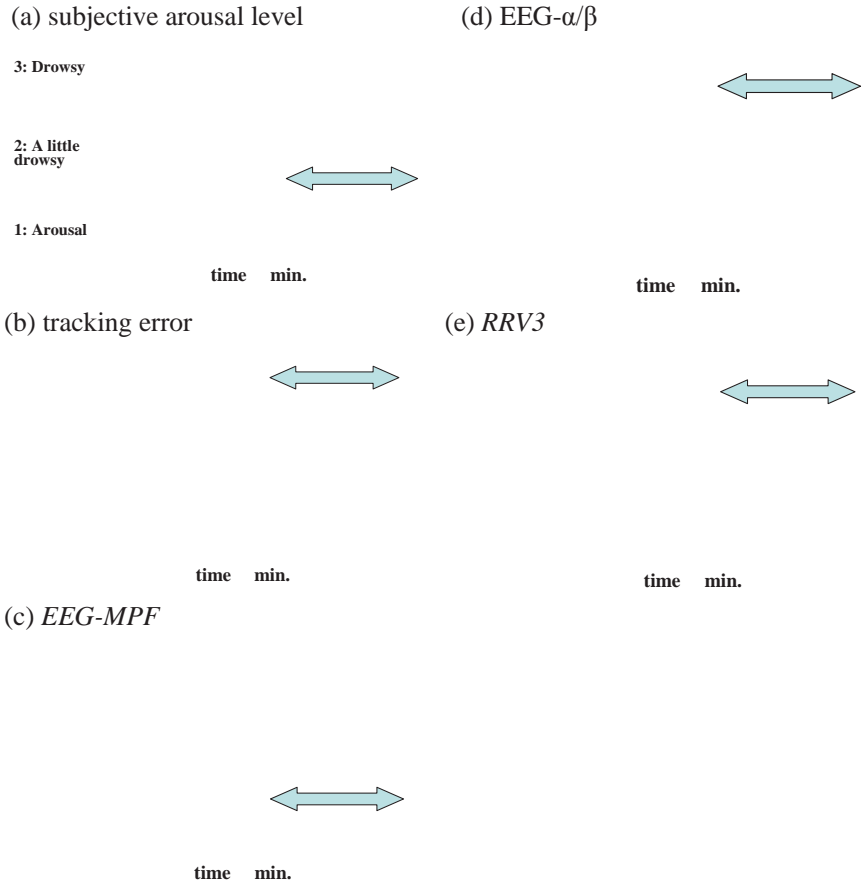 (a) subjective arousal level
3: Drowsy
2: A little
drowsy
1: Arousal
time min.
(b) tracking error
time min.
(c) EEG-MPF
time min.
(d) EEG-α/β
time min.
(e) RRV3
time min.